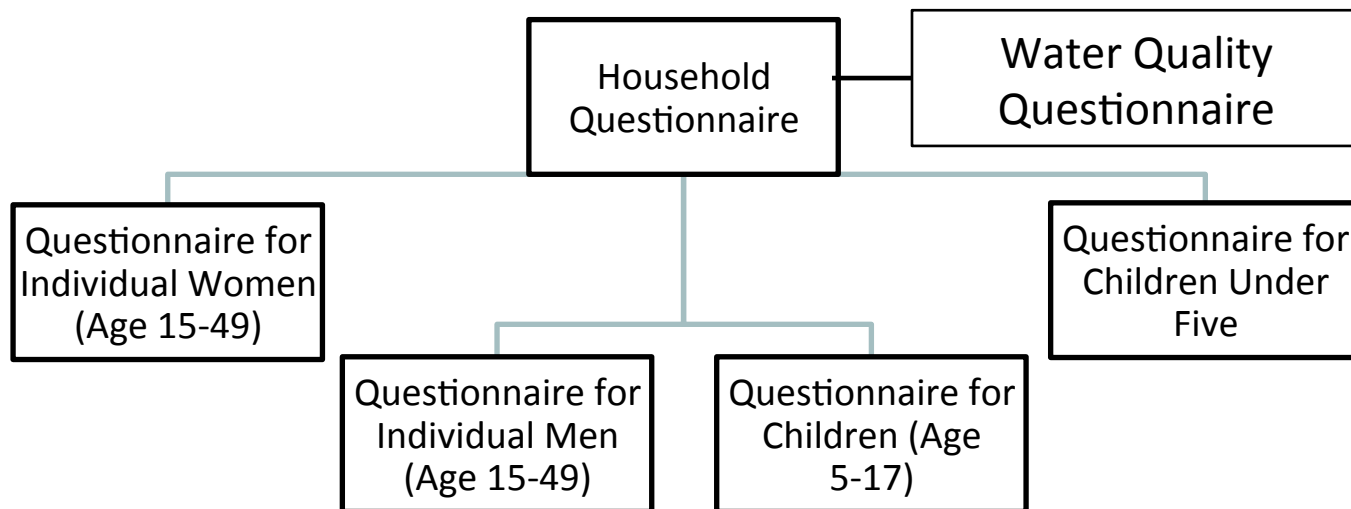 Household
Questionnaire
Water Quality
Questionnaire
Questionnaire for
Individual Women
(Age 15-49)
Questionnaire for
Children Under
Five
Questionnaire for
Individual Men
(Age 15-49)
Questionnaire for
Children (Age
5-17)